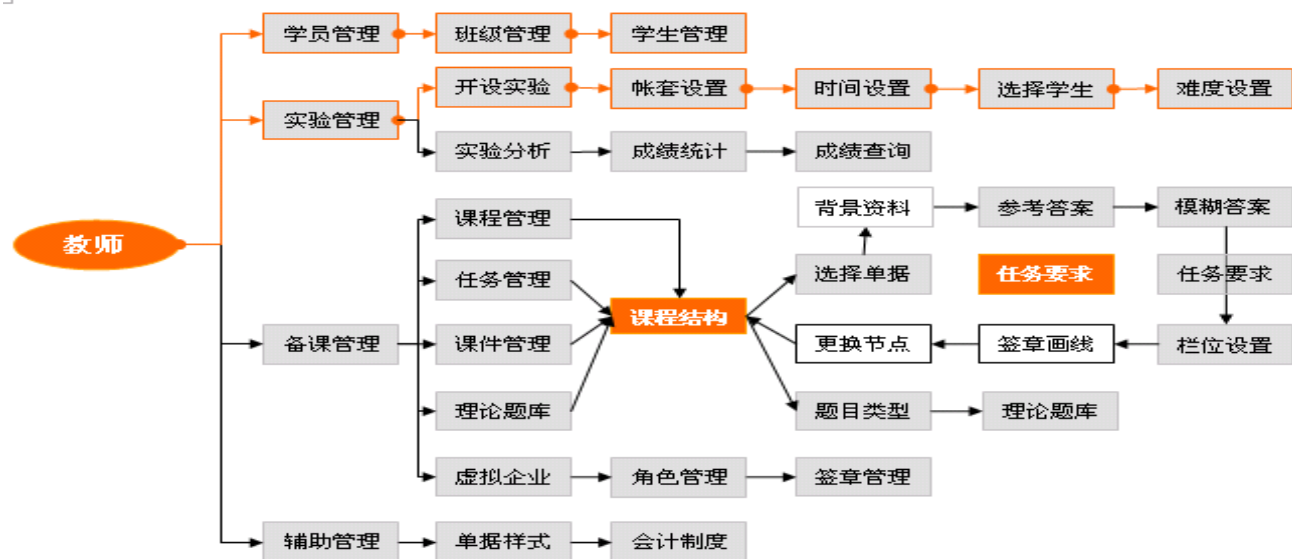 学员管理
班级管理
学生管理
开设实验
帐套设置
时间设置
选择学生
难度设置
实验管理
实验分析
成绩统计
成绩查询
教师
课程管理
背景资料
参考答案
模糊答案
任务管理
选择单据
任务要求
任务要求
课程结构
备课管理
课件管理
更换节点
签章画线
栏位设置
理论题库
题目类型
理论题库
虚拟企业
角色管理
签章管理
辅助管理
单据样式
会计制度